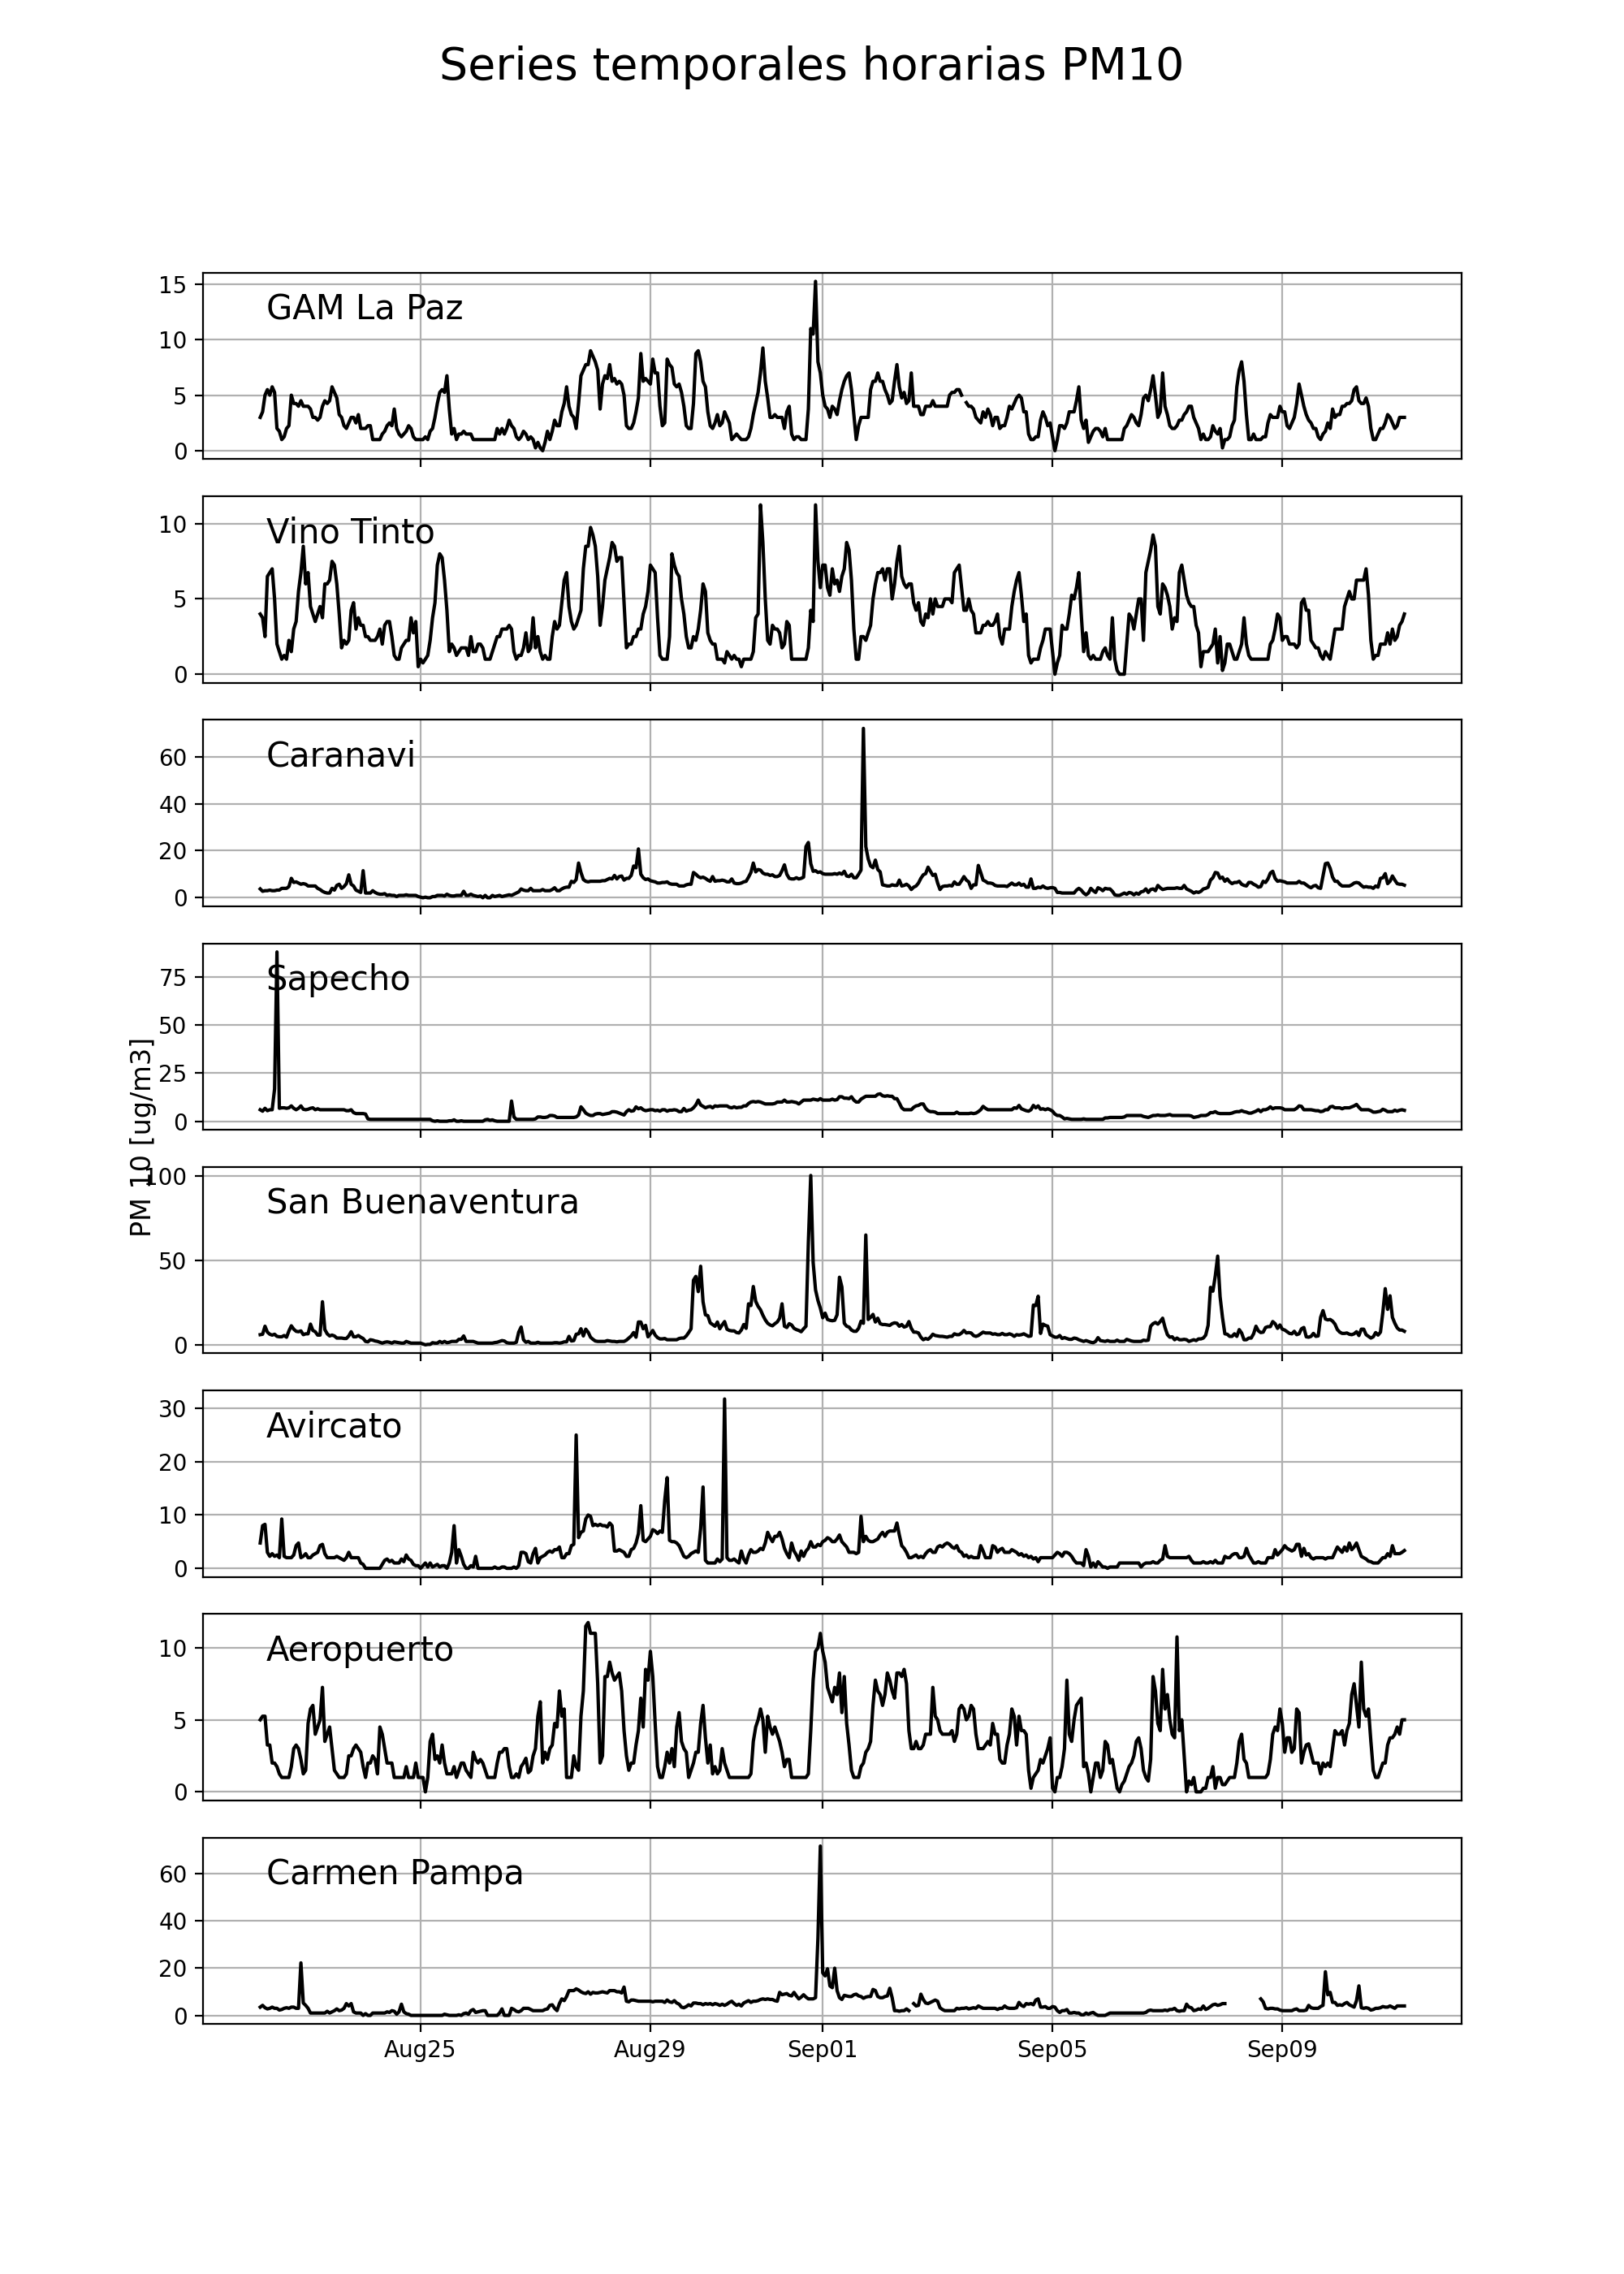 Series temporales horarias PM10
15
10
5
0
GAM La Paz
10
5
0
Vino Tinto
60
40
20
0
Caranavi
75
50
25
0
Sapecho
PM 10 [ug/m3]
100
50
0
San Buenaventura
30
20
10
0
Avircato
10
5
0
Aeropuerto
60
40
20
0
Carmen Pampa
Aug25 Aug29 Sep01 Sep05 Sep09